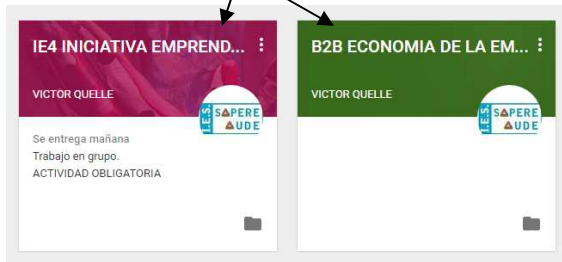 IE4 INICIATIVA EMPREND...
VICTOR QUELLE
I.E.S. SAPERE
AUDE
Se entrega mañana
Trabajo en grupo.
ACTIVIDAD OBLIGATORIA
B2B ECONOMIA DE LA EM...
VICTOR QUELLE
I.E.S. SAPERE
AUDE